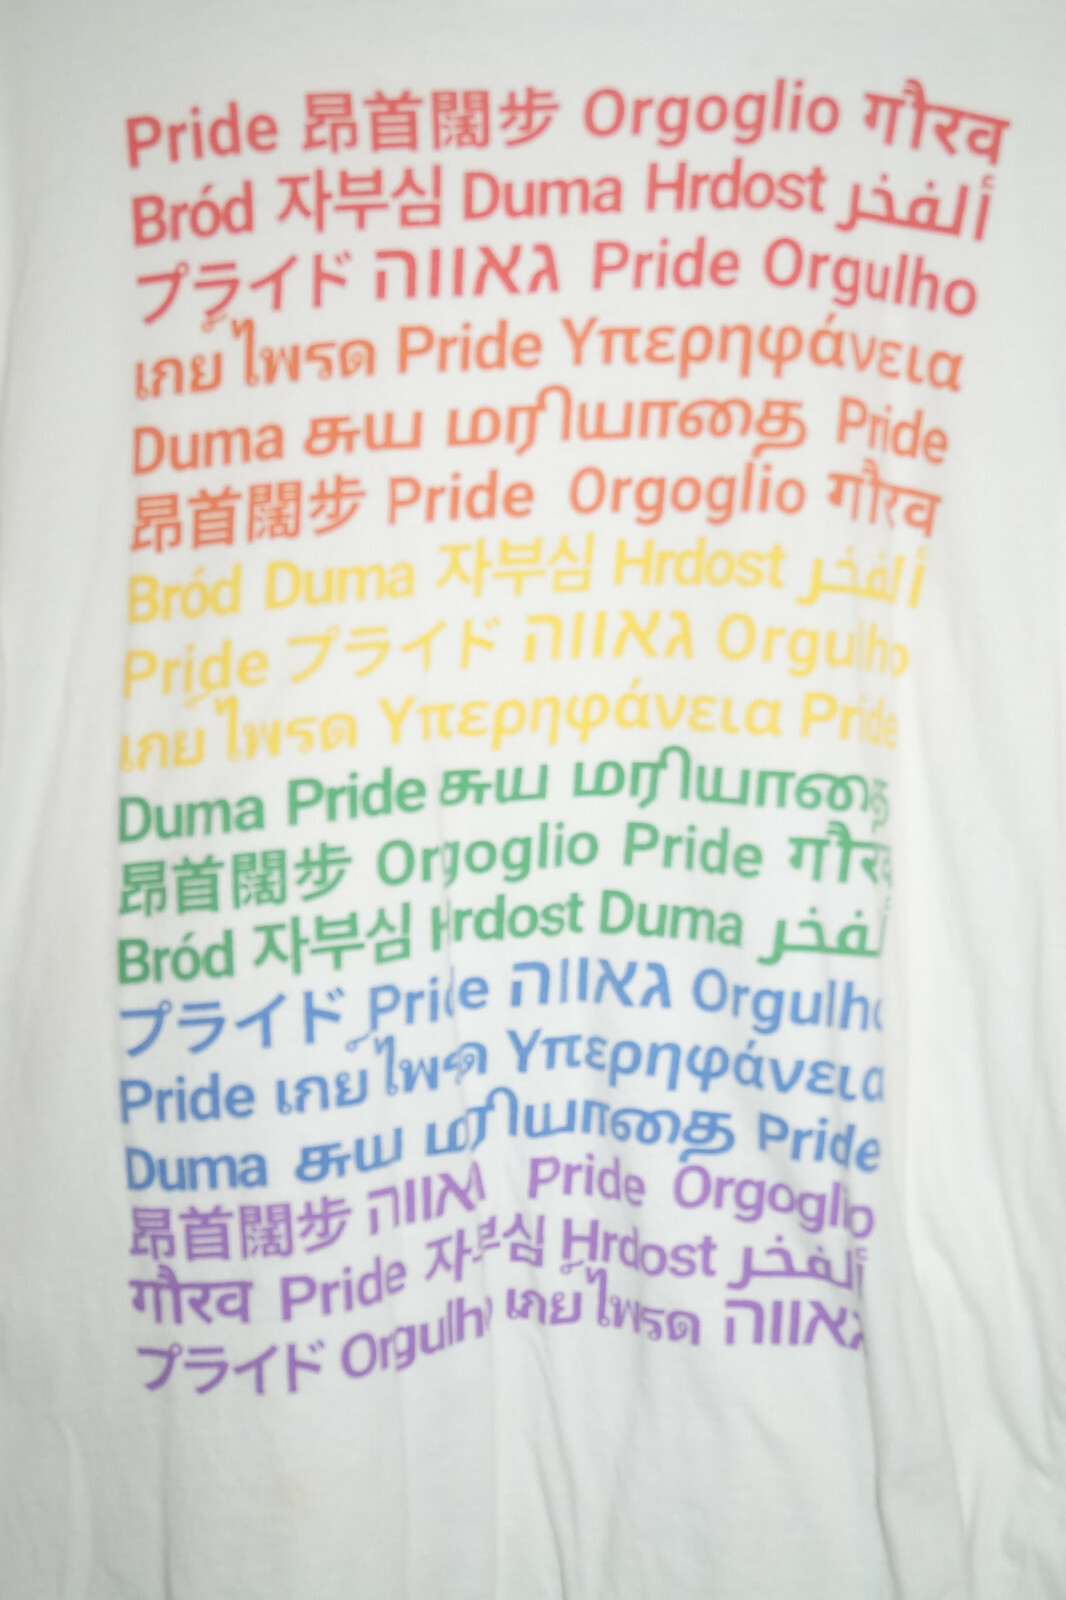 Pride 昂首闊步 Orgoglio गौरव
Bród 자부심 Duma Hrdost ألفخر
プライド גאווה Pride Orgulho
เกย์ ไพรด Pride Υπερηφάνεια
Duma சுய மரியாதை Pride
昂首闊步 Pride Orgoglio गौरव
Bród Duma 자부심 Hrdost ألفخر
Pride プライド גאווה Orgulho
เกย์ ไพรด Υπερηφάνεια Pride
Duma Pride சுய மரியாதை
昂首闊步 Orgoglio Pride गौरव
Bród 자부심 Hrdost Duma ألفخر
プライド Pride גאווה Orgulho
Pride เกย์ ไพรด Υπερηφάνεια
Duma சுய மரியாதை Pride
昂首闊步 גאווה Pride Orgoglio
गौरव Pride 자부심 Hrdost ألفخر
プライド Orgulho เกย์ ไพรด גאווה